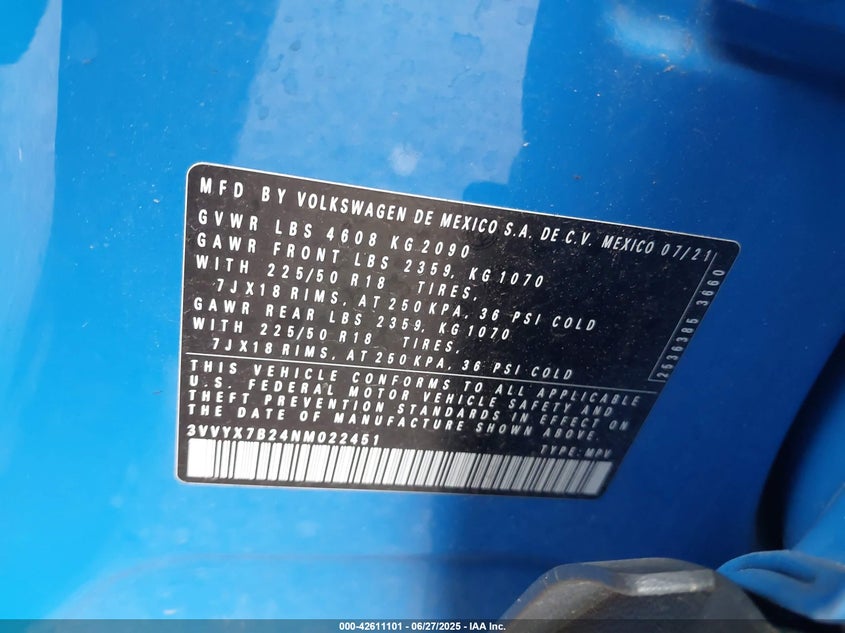 MFD BY VOLKSWAGEN DE MEXICO S.A. DE C.V. MEXICO 07/21
GVWR LBS 4608 KG 2090
GAWR FRONT LBS 2359, KG 1070
WITH 225/50 R18 TIRES,
7JX18 RIMS, AT 250 KPA, 36 PSI COLD
GAWR REAR LBS 2359, KG 1070
WITH 225/50 R18 TIRES,
7JX18 RIMS, AT 250 KPA, 36 PSI COLD
THIS VEHICLE CONFORMS TO ALL APPLICABLE
U.S. FEDERAL MOTOR VEHICLE SAFETY AND
THEFT PREVENTION STANDARDS IN EFFECT ON
THE DATE OF MANUFACTURE SHOWN ABOVE.
3VVYX7B24NM022451
TYPE: MPV
2536385 3660
000-42611101 | 06/27/2025 - IAA Inc.